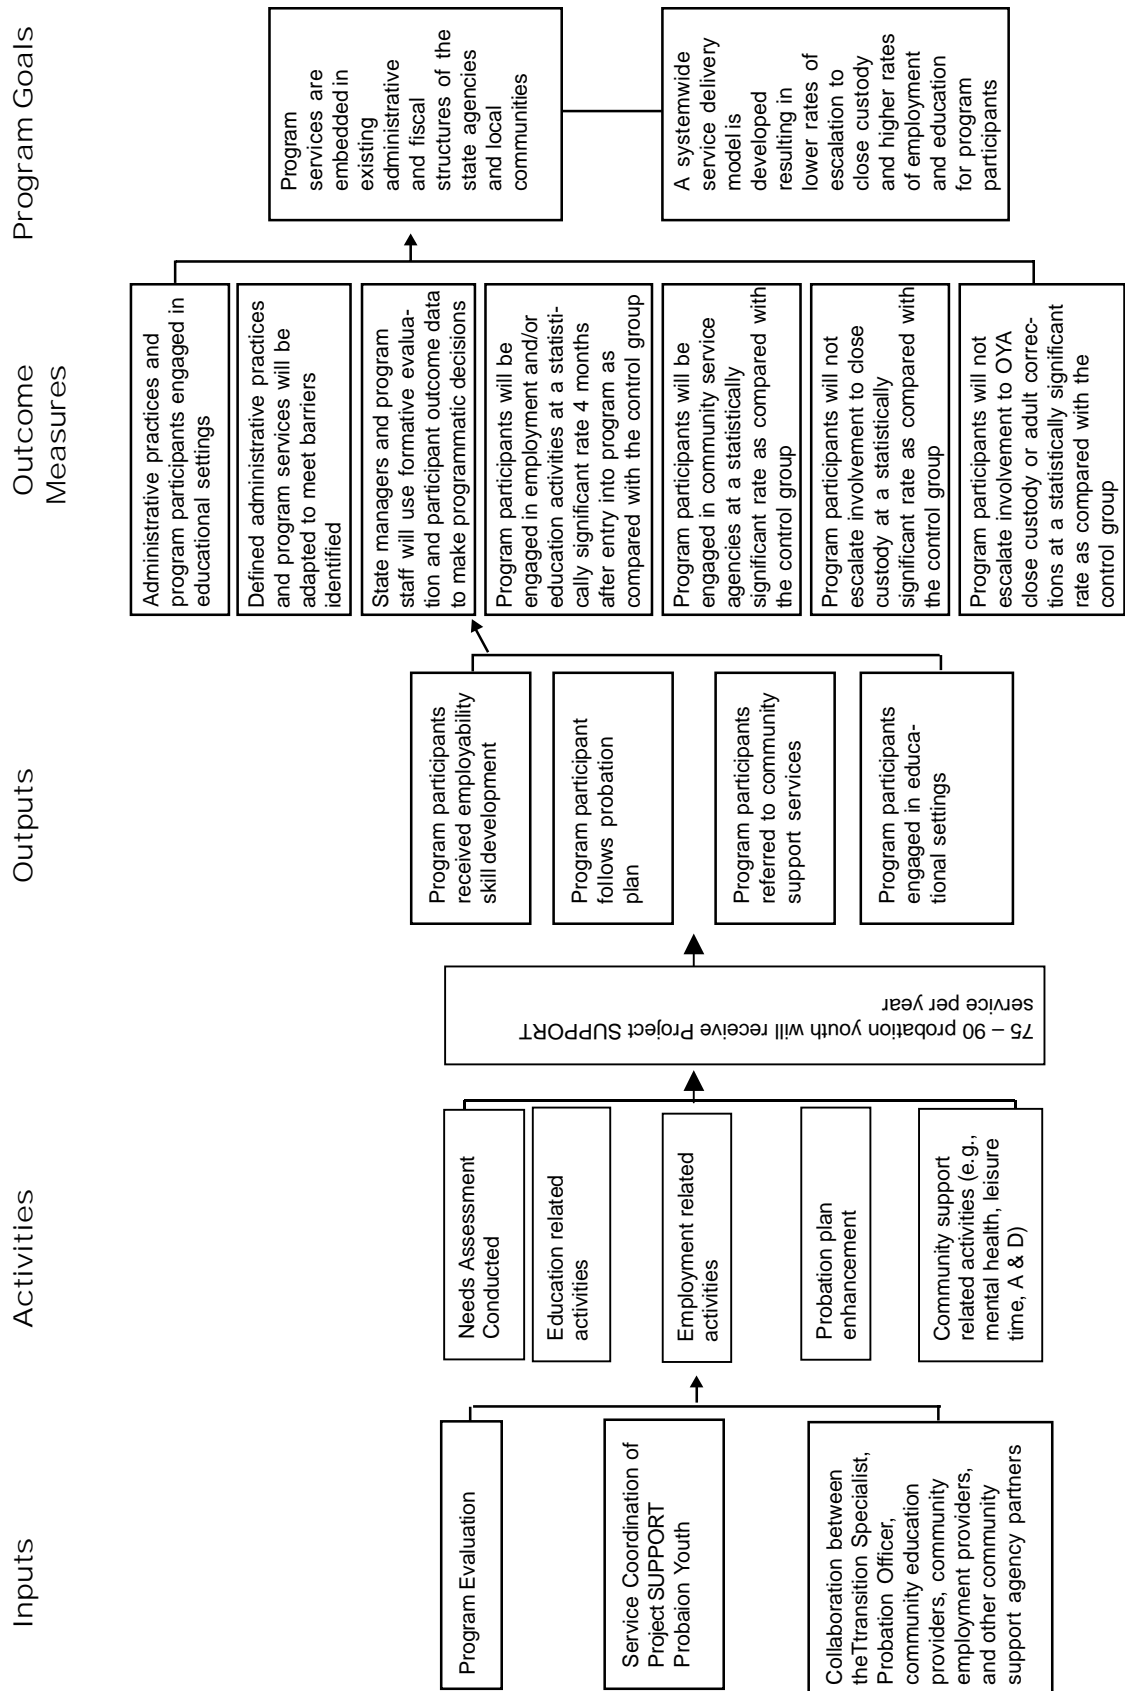 Inputs
Activities
Outputs
Outcome
Measures
Program Goals
Program Evaluation
Service Coordination of
Project SUPPORT
Probaion Youth
Collaboration between
theTtransition Specialist,
Probation Officer,
community education
providers, community
employment providers,
and other community
support agency partners
Needs Assessment
Conducted
Education related
activities
Employment related
activities
Probation plan
enhancement
Community support
related activities (e.g.,
mental health, leisure
time, A & D)
75 – 90 probation youth will receive Project SUPPORT
service per year
Program participants
received employability
skill development
Program participant
follows probation
plan
Program participants
referred to community
support services
Program participants
engaged in educa-
tional settings
Administrative practices and
program participants engaged in
educational settings
Defined administrative practices
and program services will be
adapted to meet barriers
identified
State managers and program
staff will use formative evalua-
tion and participant outcome data
to make programmatic decisions
Program participants will be
engaged in employment and/or
education activities at a statisti-
cally significant rate 4 months
after entry into program as
compared with the control group
Program participants will be
engaged in community service
agencies at a statistically
significant rate as compared with
the control group
Program participants will not
escalate involvement to close
custody at a statistically
significant rate as compared with
the control group
Program participants will not
escalate involvement to OYA
close custody or adult correc-
tions at a statistically significant
rate as compared with the
control group
Program
services are
embedded in
existing
administrative
and fiscal
structures of the
state agencies
and local
communities
A systemwide
service delivery
model is
developed
resulting in
lower rates of
escalation to
close custody
and higher rates
of employment
and education
for program
participants